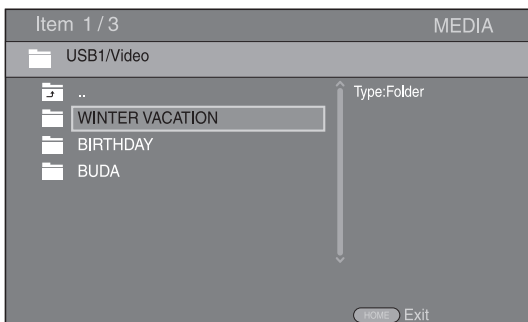 Item 1/3 MEDIA
USB1/Video
..
Type:Folder
WINTER VACATION
BIRTHDAY
BUDA
HOME Exit